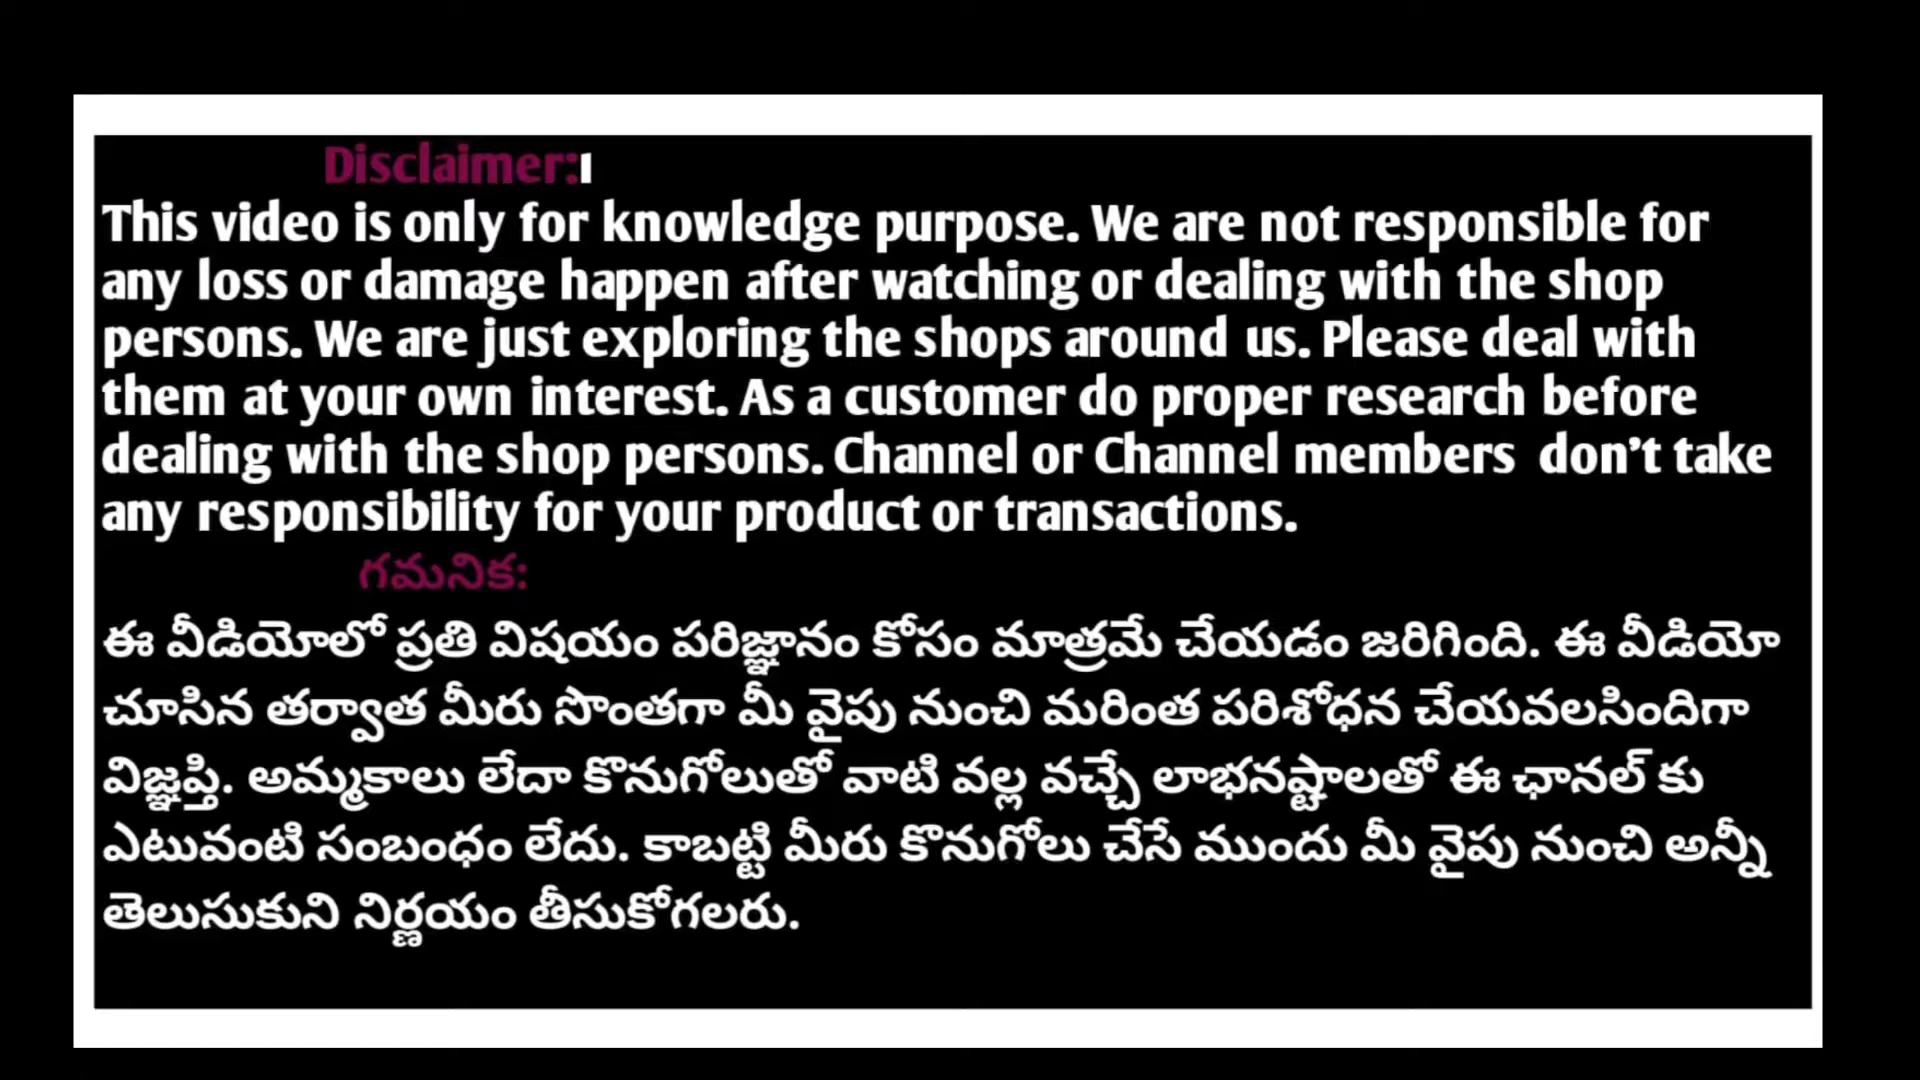 Disclaimer:
This video is only for knowledge purpose. We are not responsible for
any loss or damage happen after watching or dealing with the shop
persons. We are just exploring the shops around us. Please deal with
them at your own interest. As a customer do proper research before
dealing with the shop persons. Channel or Channel members don't take
any responsibility for your product or transactions.
గమనిక:
ఈ వీడియోలో ప్రతి విషయం పరిజ్ఞానం కోసం మాత్రమే చేయడం జరిగింది. ఈ వీడియో
చూసిన తర్వాత మీరు సొంతగా మీ వైపు నుంచి మరింత పరిశోధన చేయవలసిందిగా
విజ్ఞప్తి. అమ్మకాలు లేదా కొనుగోలుతో వాటి వల్ల వచ్చే లాభనష్టాలతో ఈ ఛానల్ కు
ఎటువంటి సంబంధం లేదు. కాబట్టి మీరు కొనుగోలు చేసే ముందు మీ వైపు నుంచి అన్నీ
తెలుసుకుని నిర్ణయం తీసుకోగలరు.